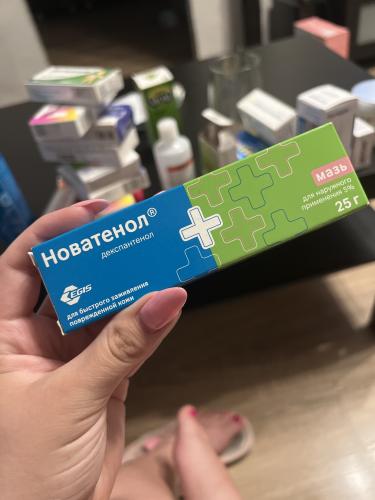 Новатенол®
декспантенол
EGIS
для быстрого заживления
поврежденной кожи
мазь
для наружного
применения 5%
25 г